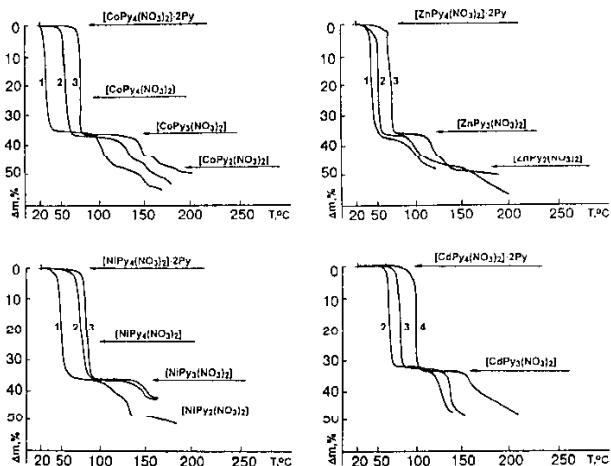 [CoPy4(NO3)2]·2Py
[CoPy4(NO3)2]
[CoPy3(NO3)2]
[CoPy2(NO3)2]
1 2 3
0
10
20
30
40
50
Δm,%
20 50 100 150 200 250 T,°C
[ZnPy4(NO3)2]·2Py
[ZnPy3(NO3)2]
[ZnPy2(NO3)2]
1 2 3
0
10
20
30
40
50
Δm,%
20 50 100 150 200 250 T,°C
[NiPy4(NO3)2]·2Py
[NiPy4(NO3)2]
[NiPy3(NO3)2]
[NiPy2(NO3)2]
1 2 3
0
10
20
30
40
50
Δm,%
20 50 100 150 200 250 T,°C
[CdPy4(NO3)2]·2Py
[CdPy3(NO3)2]
2 3 4
0
10
20
30
40
50
Δm,%
20 50 100 150 200 250 T,°C